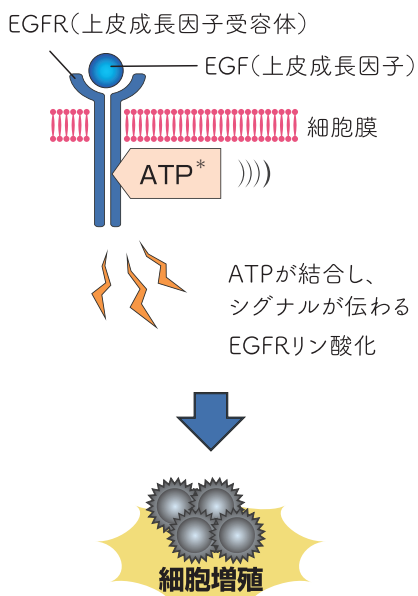 EGFR（上皮成長因子受容体）
EGF（上皮成長因子）
細胞膜
ATP*
ATPが結合し、
シグナルが伝わる
EGFRリン酸化
細胞増殖